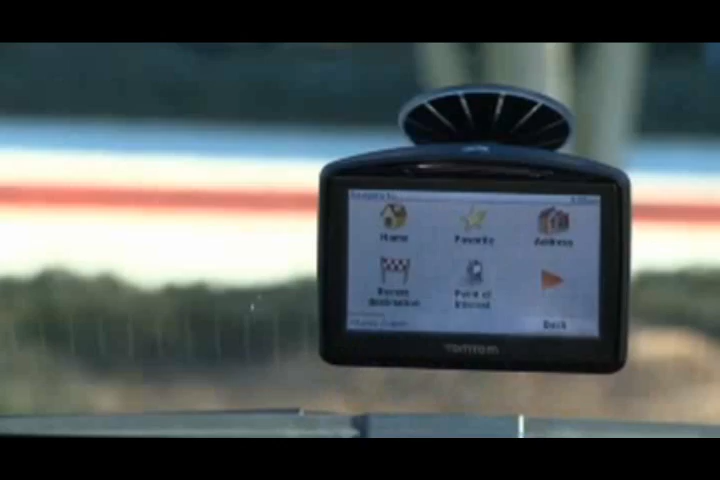 Home
Favorite
Address
Recent
destination
Point of
Interest
Back
TOMTOM